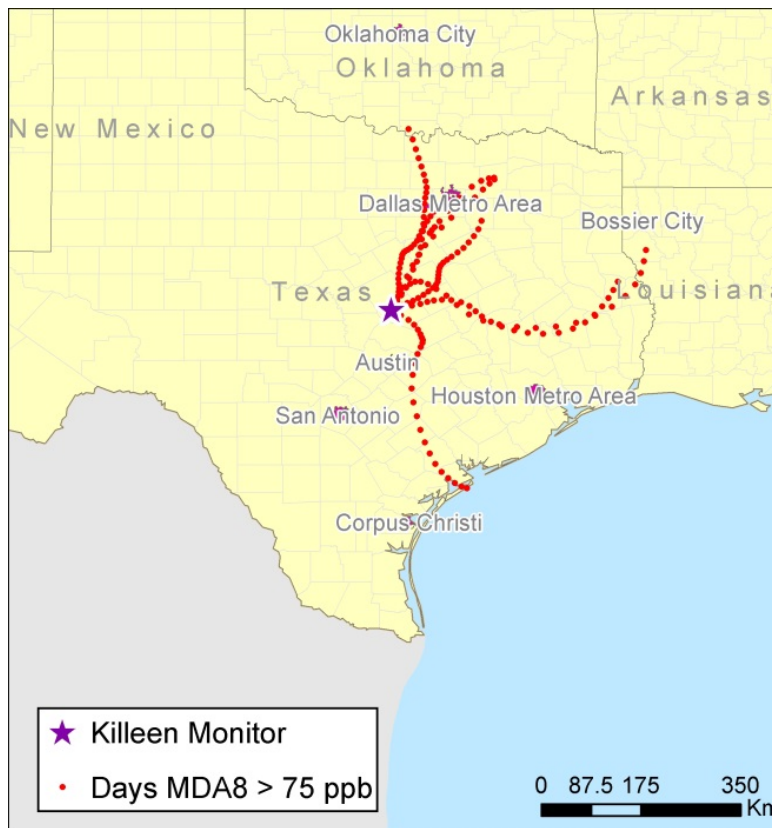 Oklahoma City
Oklahoma
Arkansas
New Mexico
Dallas Metro Area
Bossier City
Texas
Louisiana
Austin
Houston Metro Area
San Antonio
Corpus Christi
Killeen Monitor
Days MDA8 > 75 ppb
0 87.5 175 350
Km